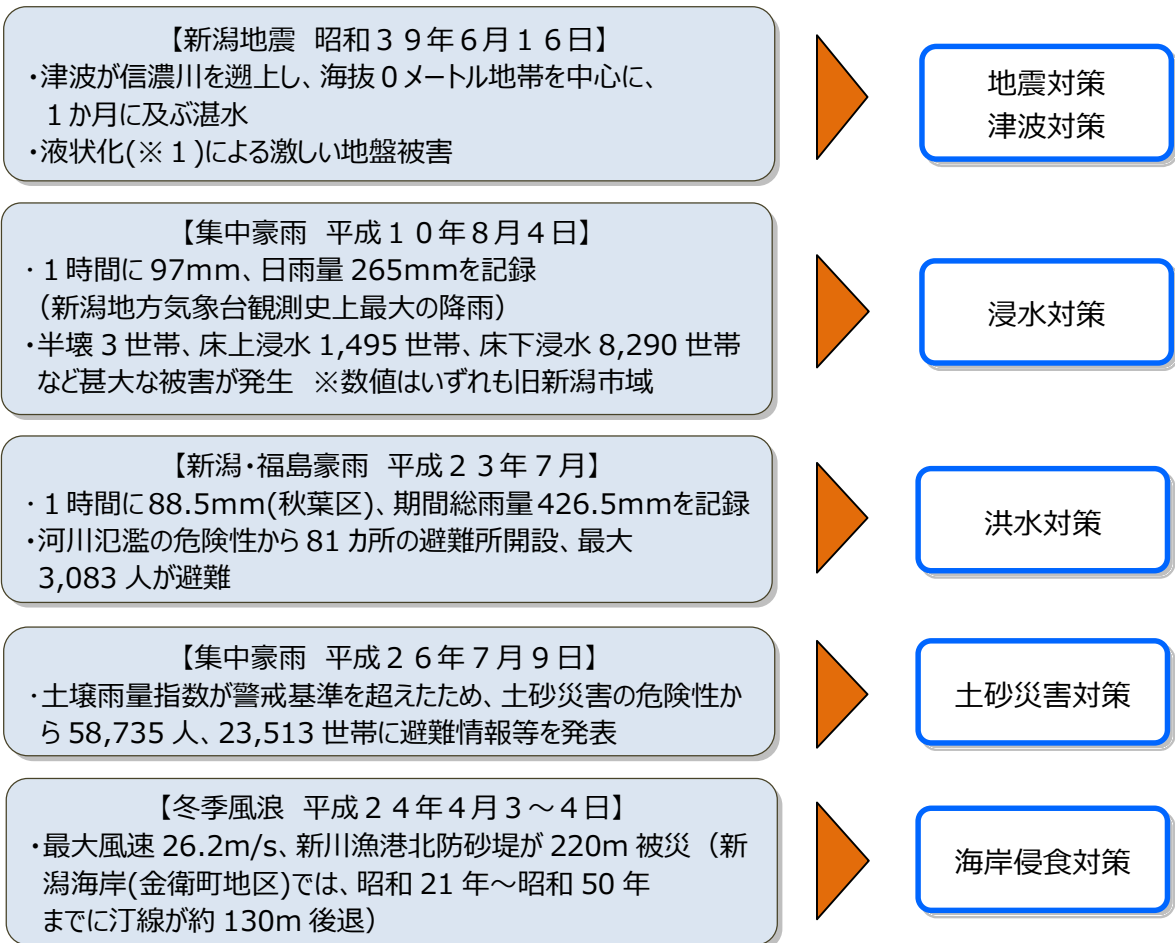 【新潟地震 昭和３９年６月１６日】
・津波が信濃川を遡上し、海抜０メートル地帯を中心に、
１か月に及ぶ湛水
・液状化(※１)による激しい地盤被害
地震対策
津波対策
【集中豪雨 平成１０年８月４日】
・１時間に 97mm、日雨量 265mmを記録
（新潟地方気象台観測史上最大の降雨）
・半壊 3 世帯、床上浸水 1,495 世帯、床下浸水 8,290 世帯
など甚大な被害が発生 ※数値はいずれも旧新潟市域
浸水対策
【新潟・福島豪雨 平成２３年７月】
・１時間に 88.5mm(秋葉区)、期間総雨量 426.5mmを記録
・河川氾濫の危険性から 81 カ所の避難所開設、最大
3,083 人が避難
洪水対策
【集中豪雨 平成２６年７月９日】
・土壌雨量指数が警戒基準を超えたため、土砂災害の危険性か
ら 58,735 人、23,513 世帯に避難情報等を発表
土砂災害対策
【冬季風浪 平成２４年４月３～４日】
・最大風速 26.2m/s、新川漁港北防砂堤が 220m 被災（新
潟海岸(金衛町地区)では、昭和 21 年～昭和 50 年
までに汀線が約 130m 後退）
海岸侵食対策